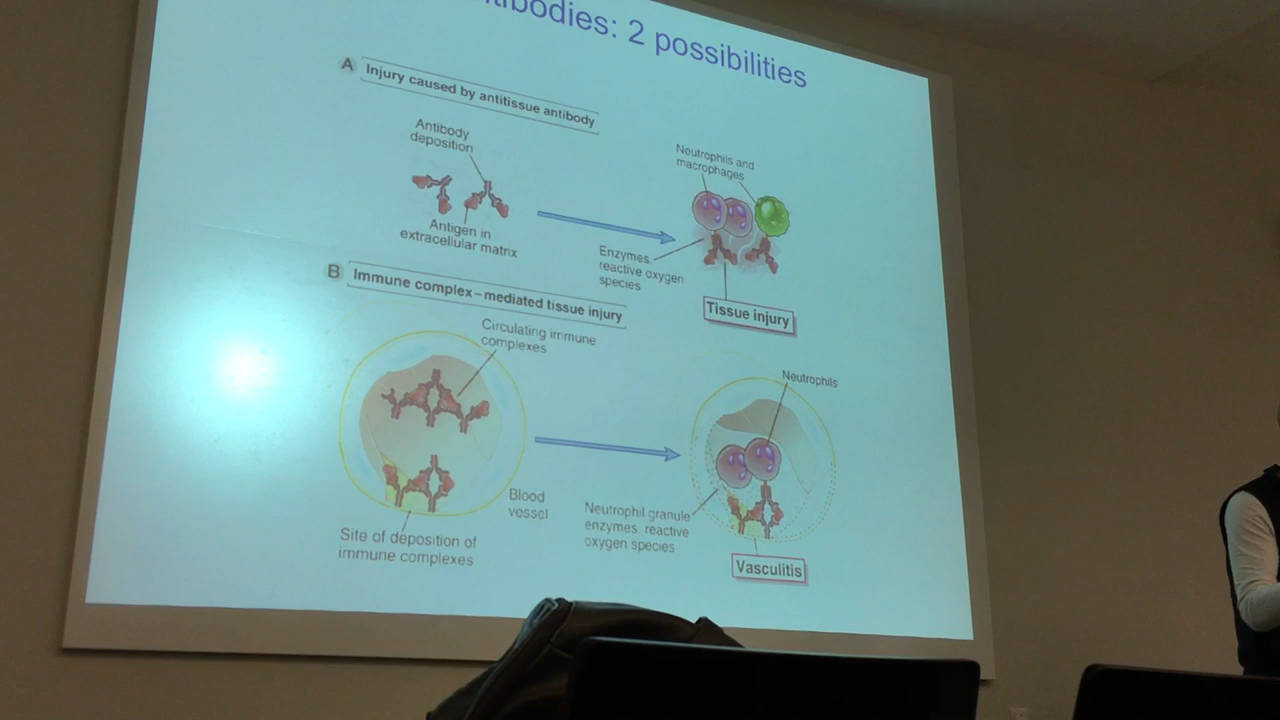 tibodies: 2 possibilities
A Injury caused by antitissue antibody
Antibody
deposition
Neutrophils and
macrophages
Antigen in
extracellular matrix
Enzymes,
reactive oxygen
species
Tissue injury
B Immune complex–mediated tissue injury
Circulating immune
complexes
Neutrophils
Blood
vessel
Site of deposition of
immune complexes
Neutrophil granule
enzymes, reactive
oxygen species
Vasculitis